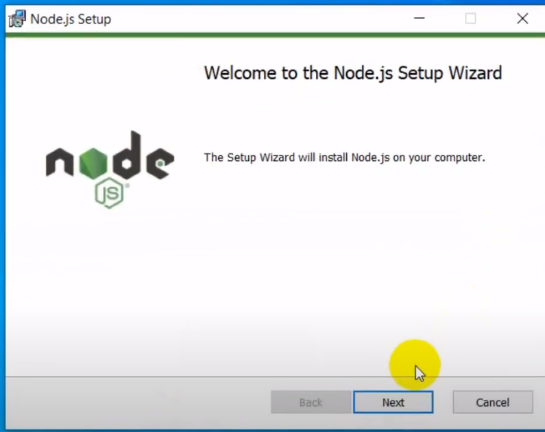 Node.js Setup
Welcome to the Node.js Setup Wizard
node
JS
The Setup Wizard will install Node.js on your computer.
Back
Next
Cancel